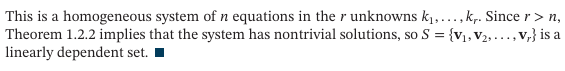 This is a homogeneous system of n equations in the r unknowns k₁, . . . , kᵣ. Since r > n,
Theorem 1.2.2 implies that the system has nontrivial solutions, so S = {v₁, v₂, . . . , vᵣ} is a
linearly dependent set. ■